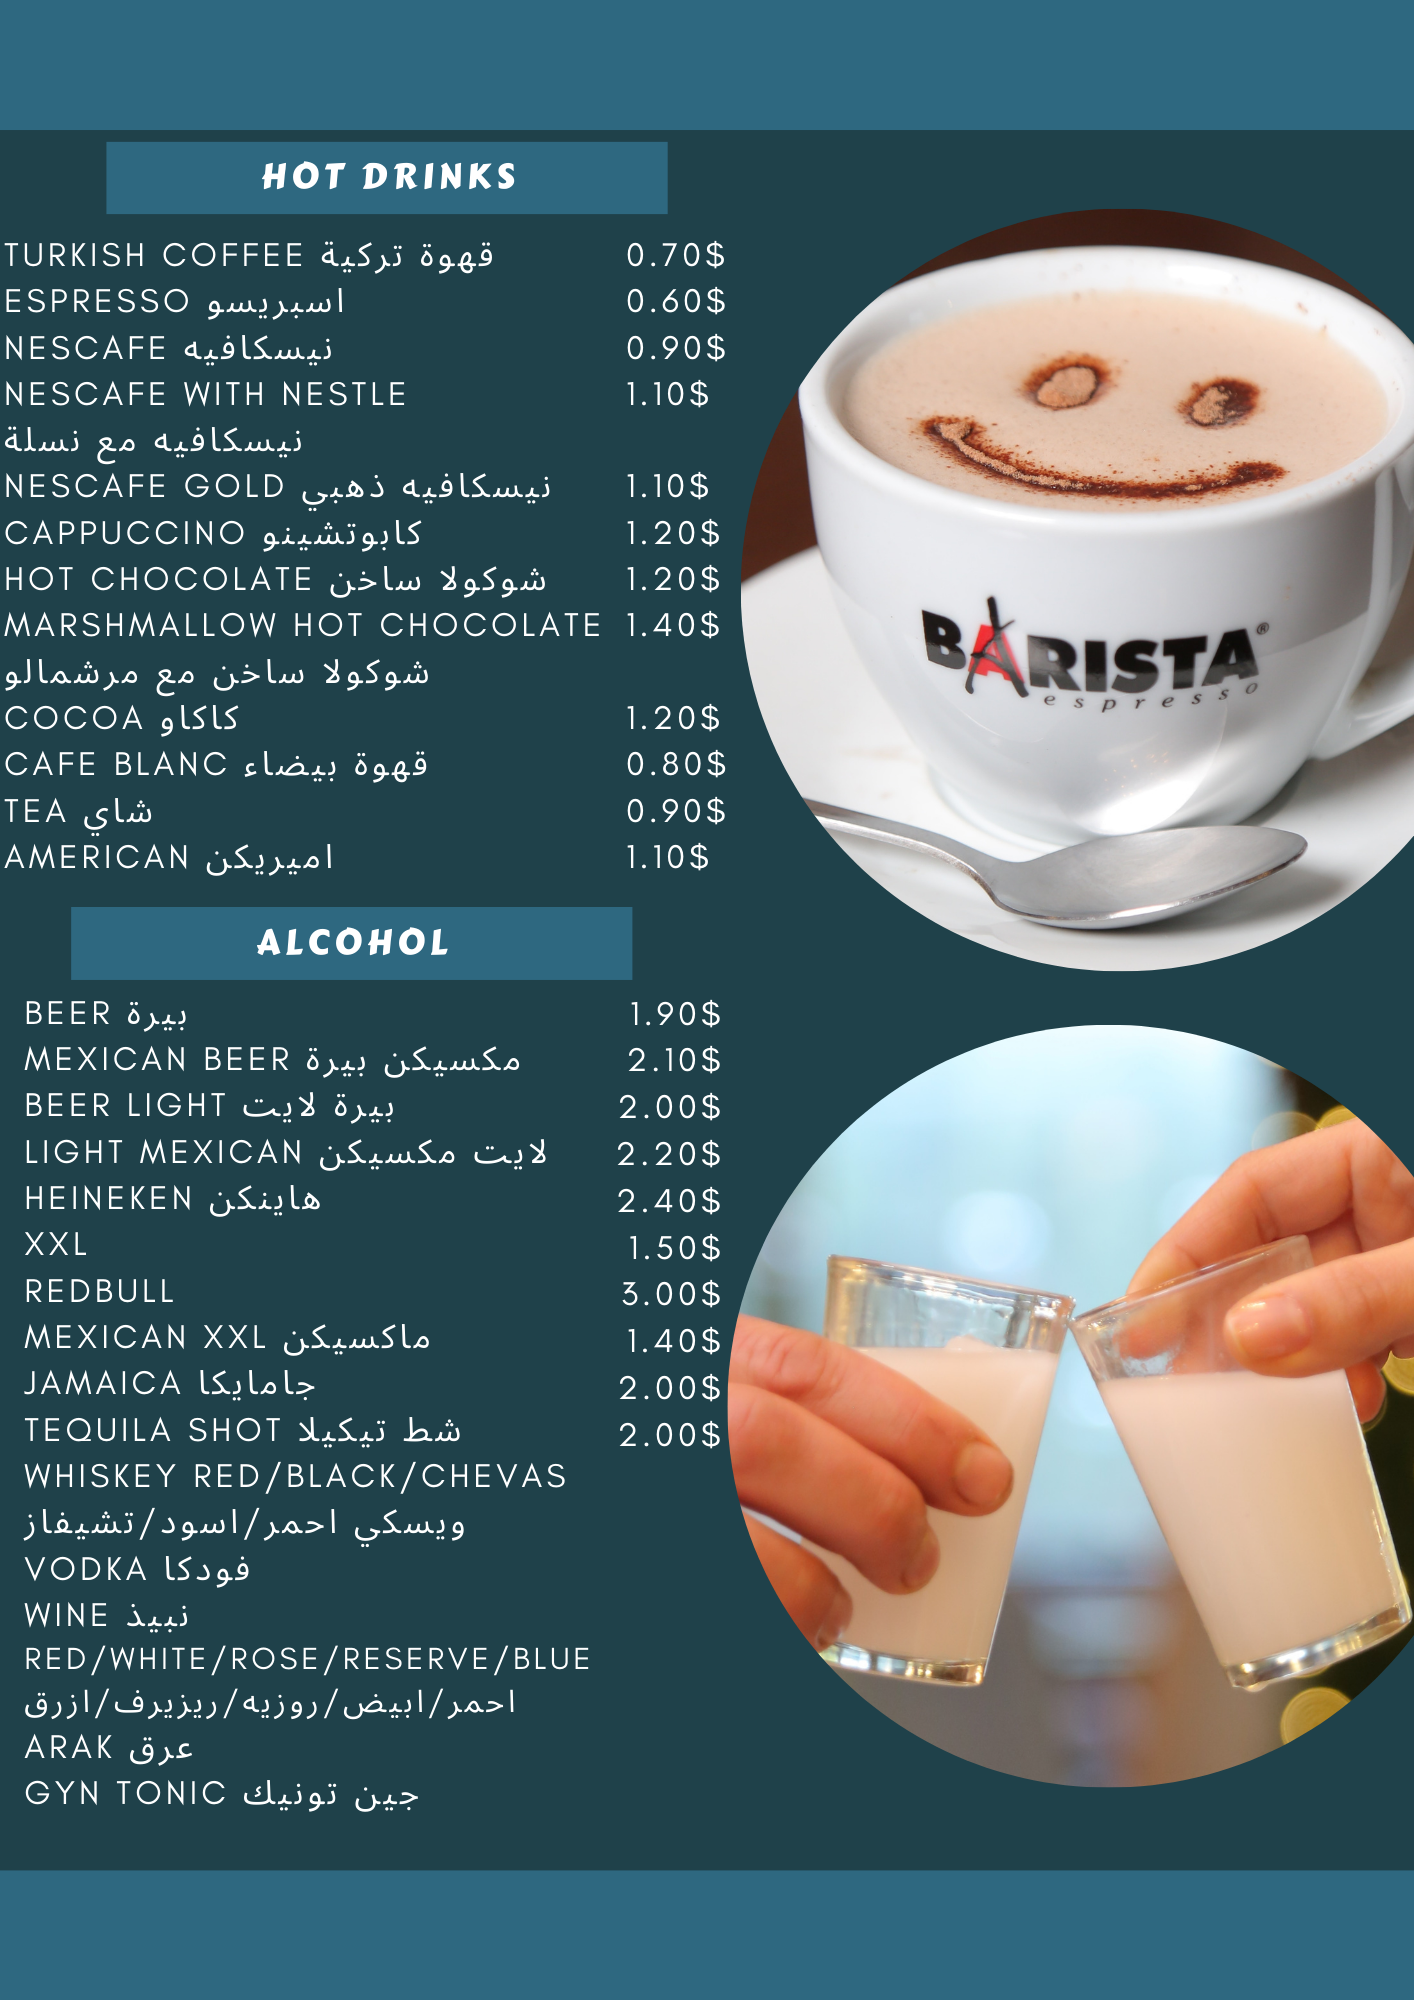 HOT DRINKS
TURKISH COFFEE قهوة تركية 0.70$
ESPRESSO اسبريسو 0.60$
NESCAFE نيسكافيه 0.90$
NESCAFE WITH NESTLE 1.10$
نيسكافيه مع نسلة
NESCAFE GOLD نيسكافيه ذهبي 1.10$
CAPPUCCINO كابوتشينو 1.20$
HOT CHOCOLATE شوكولا ساخن 1.20$
MARSHMALLOW HOT CHOCOLATE 1.40$
شوكولا ساخن مع مرشمالو
COCOA كاكاو 1.20$
CAFE BLANC قهوة بيضاء 0.80$
TEA شاي 0.90$
AMERICAN اميريكن 1.10$
BARISTA®
espresso
ALCOHOL
BEER بيرة 1.90$
MEXICAN BEER مكسيكن بيرة 2.10$
BEER LIGHT بيرة لايت 2.00$
LIGHT MEXICAN لايت مكسيكن 2.20$
HEINEKEN هاينكن 2.40$
XXL 1.50$
REDBULL 3.00$
MEXICAN XXL ماكسيكن 1.40$
JAMAICA جامايكا 2.00$
TEQUILA SHOT شط تيكيلا 2.00$
WHISKEY RED/BLACK/CHEVAS
ويسكي احمر/اسود/تشيفاز
VODKA فودكا
WINE نبيذ
RED/WHITE/ROSE/RESERVE/BLUE
احمر/ابيض/روزيه/ريزيرف/ازرق
ARAK عرق
GYN TONIC جين تونيك